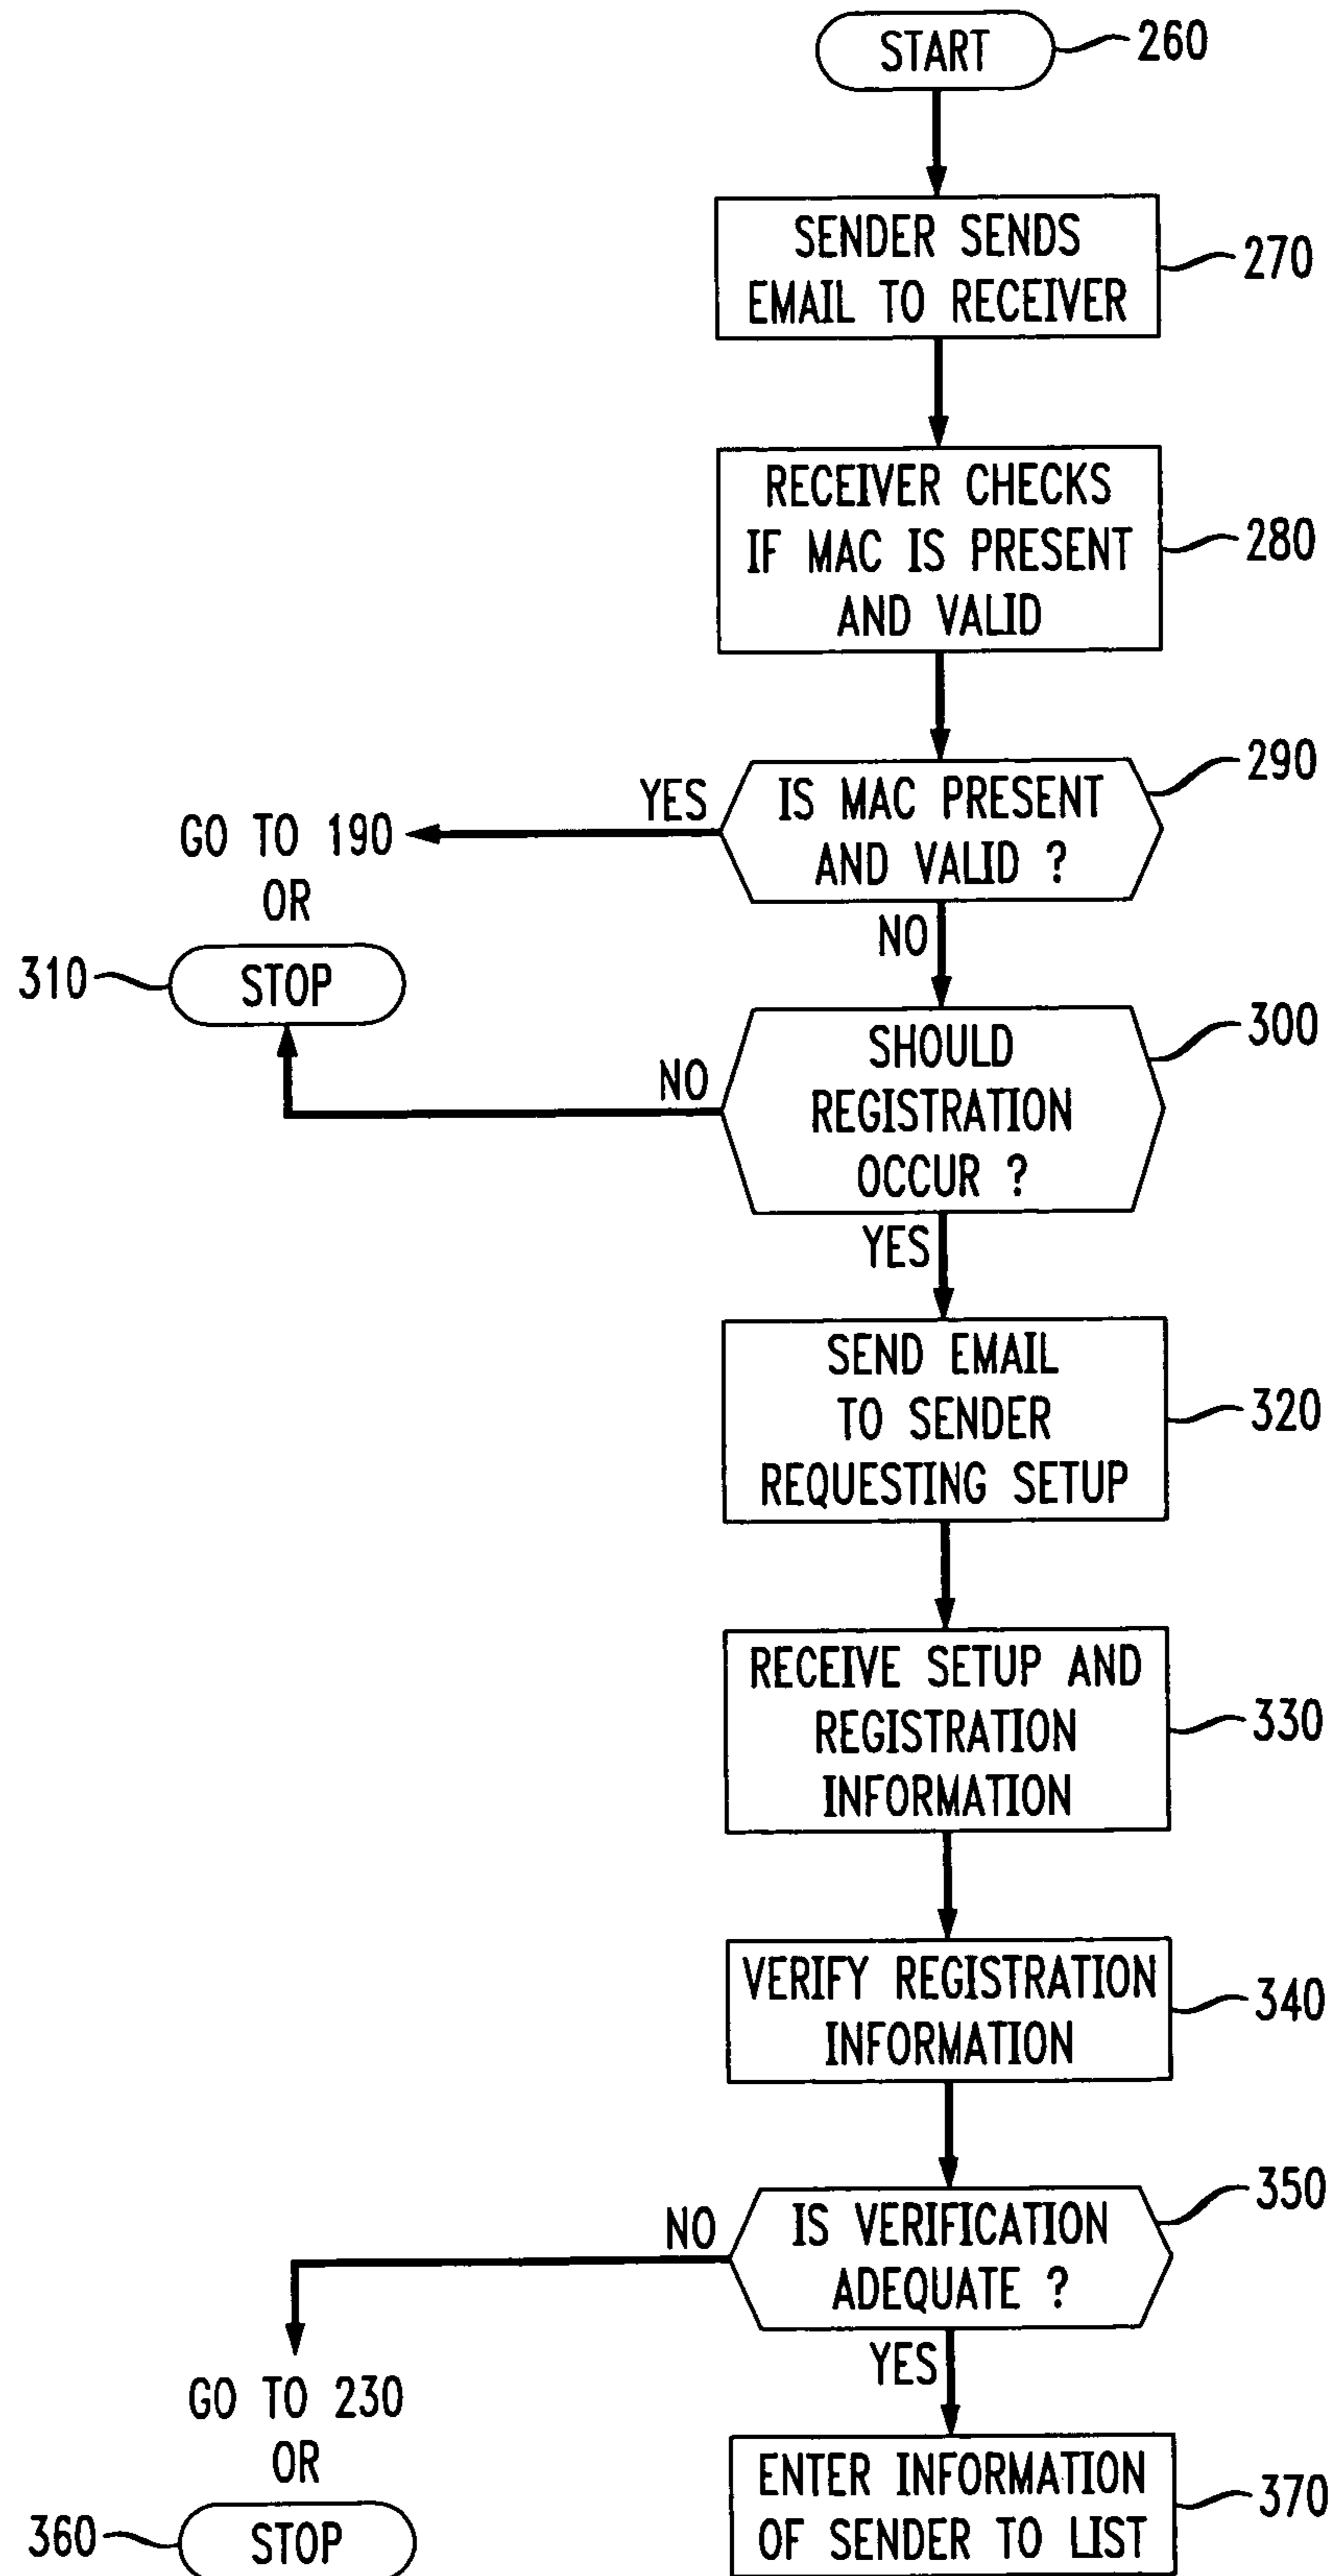 START
260
SENDER SENDS
EMAIL TO RECEIVER
270
RECEIVER CHECKS
IF MAC IS PRESENT
AND VALID
280
IS MAC PRESENT
AND VALID ?
290
YES
GO TO 190
OR
310
STOP
NO
SHOULD
REGISTRATION
OCCUR ?
300
NO
YES
SEND EMAIL
TO SENDER
REQUESTING SETUP
320
RECEIVE SETUP AND
REGISTRATION
INFORMATION
330
VERIFY REGISTRATION
INFORMATION
340
IS VERIFICATION
ADEQUATE ?
350
NO
GO TO 230
OR
360
STOP
YES
ENTER INFORMATION
OF SENDER TO LIST
370